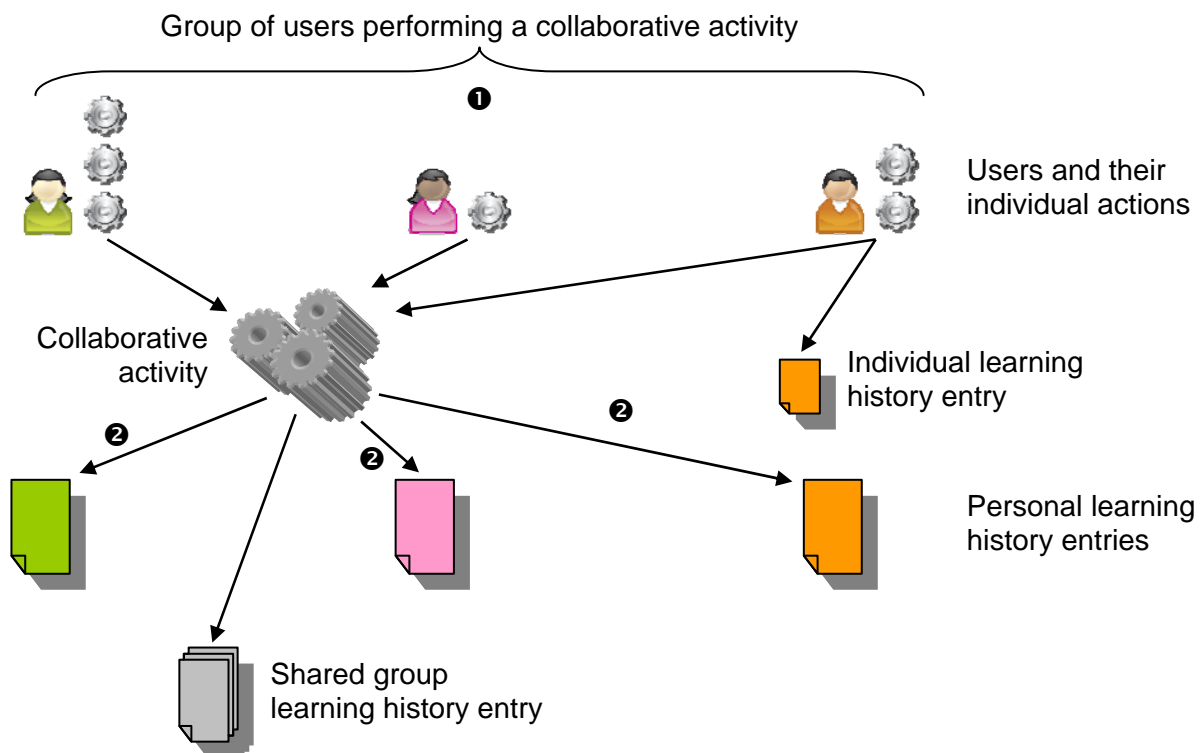 Group of users performing a collaborative activity
❶
Users and their
individual actions
Collaborative
activity
Individual learning
history entry
❷
❷
❷
Personal learning
history entries
Shared group
learning history entry